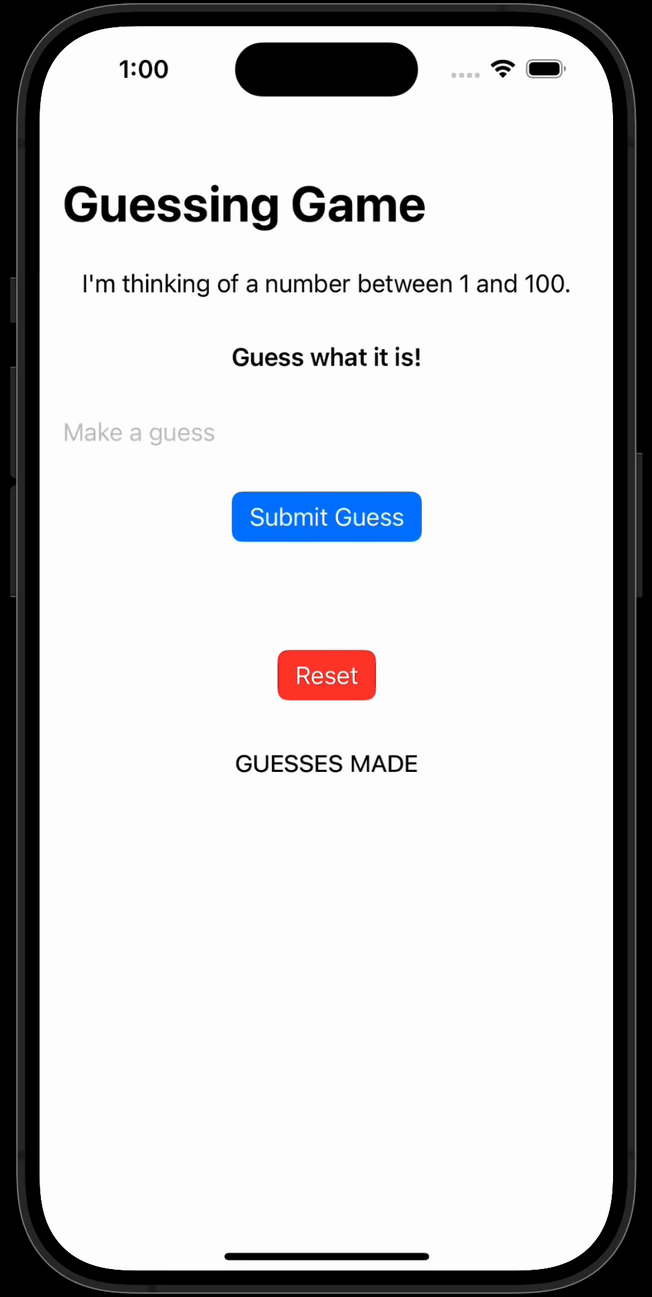 1:00
Guessing Game
I'm thinking of a number between 1 and 100.
Guess what it is!
Make a guess
Submit Guess
Reset
GUESSES MADE